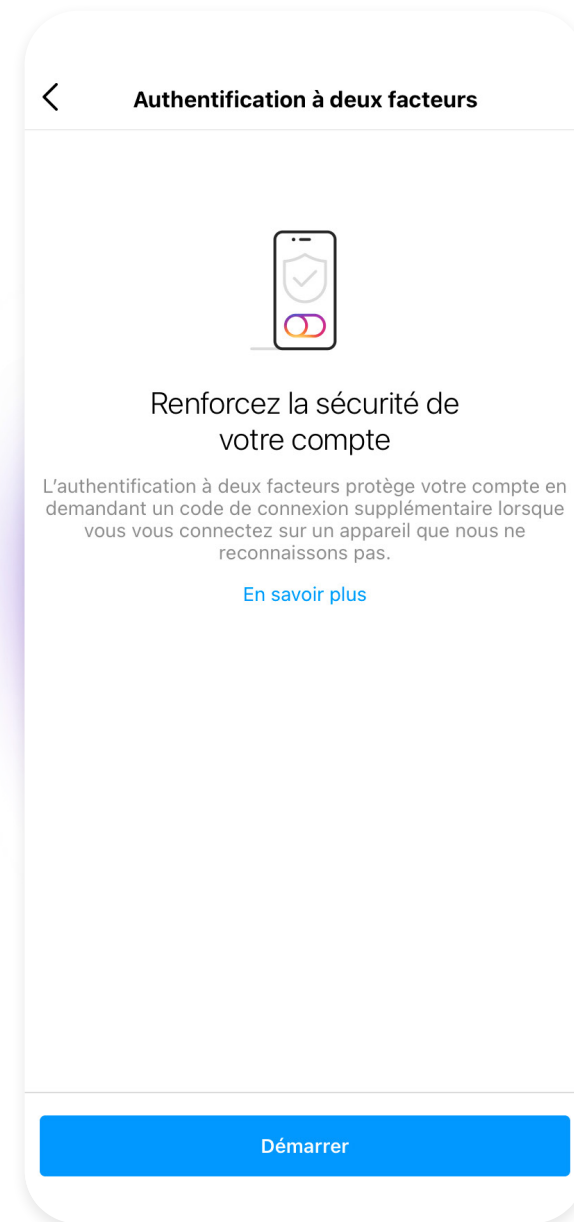 Authentification à deux facteurs
Renforcez la sécurité de
votre compte
L’authentification à deux facteurs protège votre compte en
demandant un code de connexion supplémentaire lorsque
vous vous connectez sur un appareil que nous ne
reconnaissons pas.
En savoir plus
Démarrer